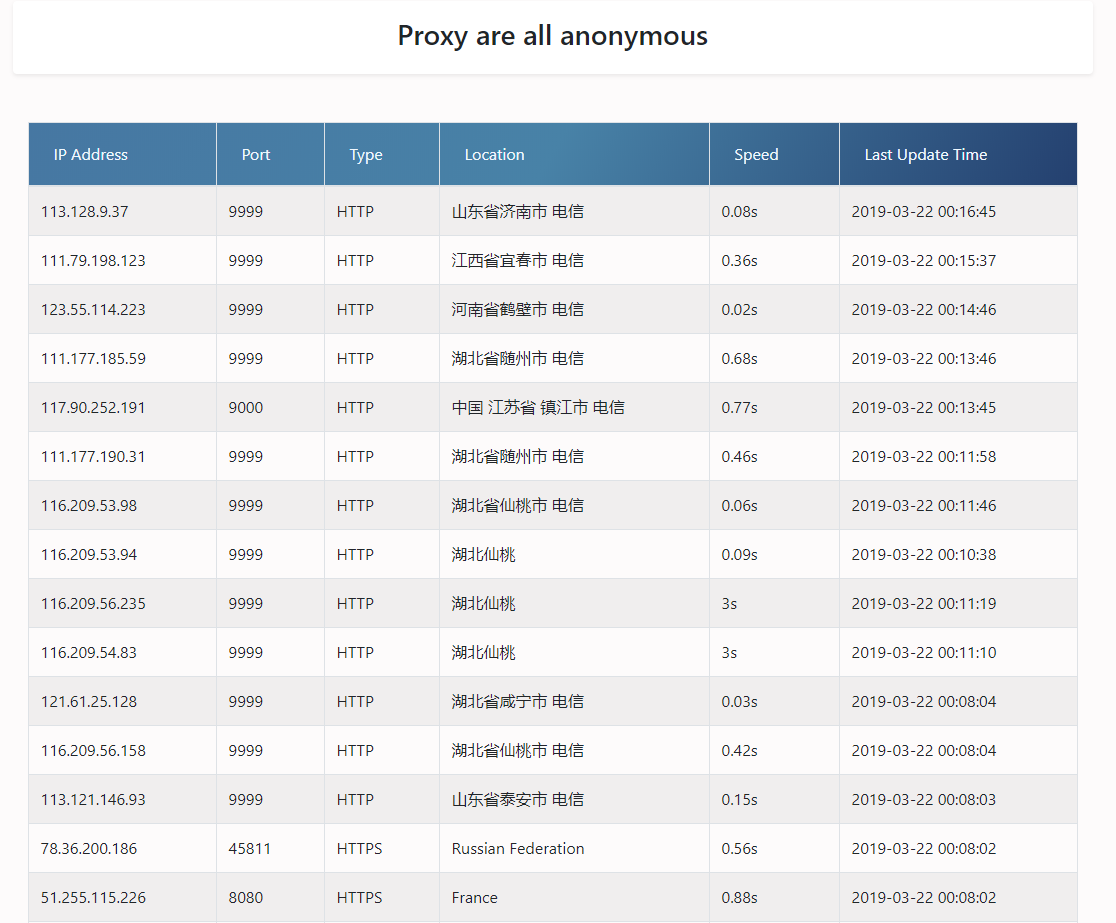 Proxy are all anonymous
IP Address Port Type Location Speed Last Update Time
113.128.9.37 9999 HTTP 山东省济南市 电信 0.08s 2019-03-22 00:16:45
111.79.198.123 9999 HTTP 江西省宜春市 电信 0.36s 2019-03-22 00:15:37
123.55.114.223 9999 HTTP 河南省鹤壁市 电信 0.02s 2019-03-22 00:14:46
111.177.185.59 9999 HTTP 湖北省随州市 电信 0.68s 2019-03-22 00:13:46
117.90.252.191 9000 HTTP 中国 江苏省 镇江市 电信 0.77s 2019-03-22 00:13:45
111.177.190.31 9999 HTTP 湖北省随州市 电信 0.46s 2019-03-22 00:11:58
116.209.53.98 9999 HTTP 湖北省仙桃市 电信 0.06s 2019-03-22 00:11:46
116.209.53.94 9999 HTTP 湖北仙桃 0.09s 2019-03-22 00:10:38
116.209.56.235 9999 HTTP 湖北仙桃 3s 2019-03-22 00:11:19
116.209.54.83 9999 HTTP 湖北仙桃 3s 2019-03-22 00:11:10
121.61.25.128 9999 HTTP 湖北省咸宁市 电信 0.03s 2019-03-22 00:08:04
116.209.56.158 9999 HTTP 湖北省仙桃市 电信 0.42s 2019-03-22 00:08:04
113.121.146.93 9999 HTTP 山东省泰安市 电信 0.15s 2019-03-22 00:08:03
78.36.200.186 45811 HTTPS Russian Federation 0.56s 2019-03-22 00:08:02
51.255.115.226 8080 HTTPS France 0.88s 2019-03-22 00:08:02